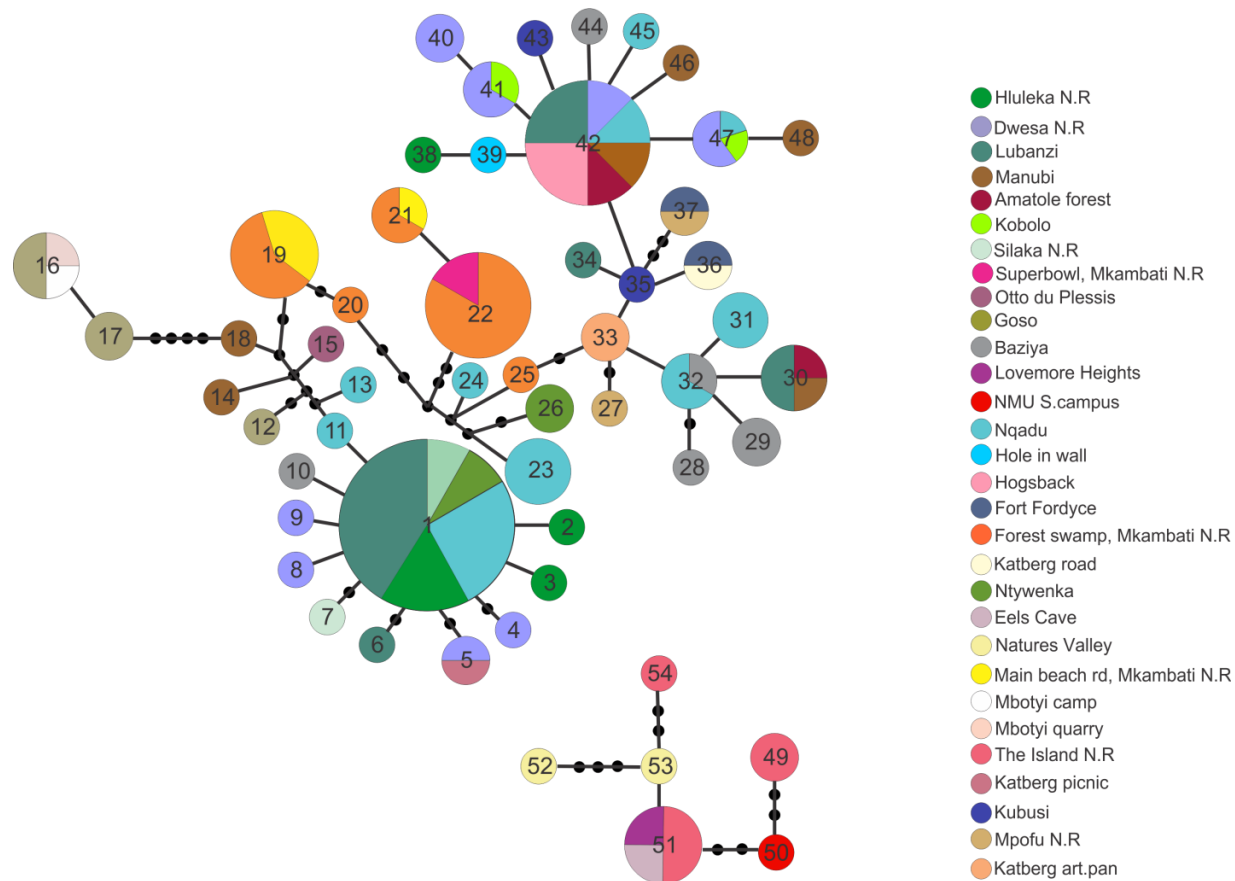 40
43
44
45
46
41
42
47
48
38
39
37
21
16
19
34
35
36
20
22
31
17
18
15
33
25
24
13
32
30
14
27
12
11
26
29
10
23
28
1
9
2
8
3
7
6
4
5
54
49
52
53
51
50
Hluleka N.R
Dwesa N.R
Lubanzi
Manubi
Amatole forest
Kobolo
Silaka N.R
Superbowl, Mkambati N.R
Otto du Plessis
Goso
Baziya
Lovemore Heights
NMU S.campus
Nqadu
Hole in wall
Hogsback
Fort Fordyce
Forest swamp, Mkambati N.R
Katberg road
Ntywenka
Eels Cave
Natures Valley
Main beach rd, Mkambati N.R
Mbotyi camp
Mbotyi quarry
The Island N.R
Katberg picnic
Kubusi
Mpofu N.R
Katberg art.pan